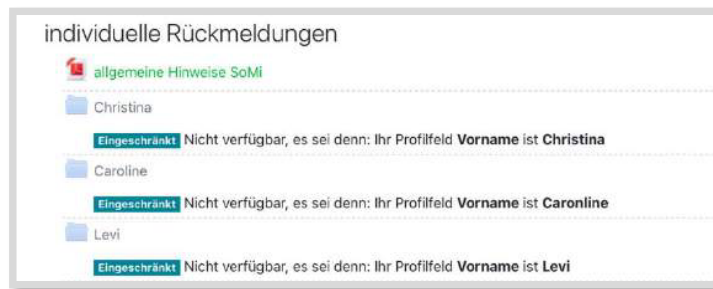 individuelle Rückmeldungen
allgemeine Hinweise SoMi
Christina
Eingeschränkt Nicht verfügbar, es sei denn: Ihr Profilfeld Vorname ist Christina
Caroline
Eingeschränkt Nicht verfügbar, es sei denn: Ihr Profilfeld Vorname ist Caronline
Levi
Eingeschränkt Nicht verfügbar, es sei denn: Ihr Profilfeld Vorname ist Levi